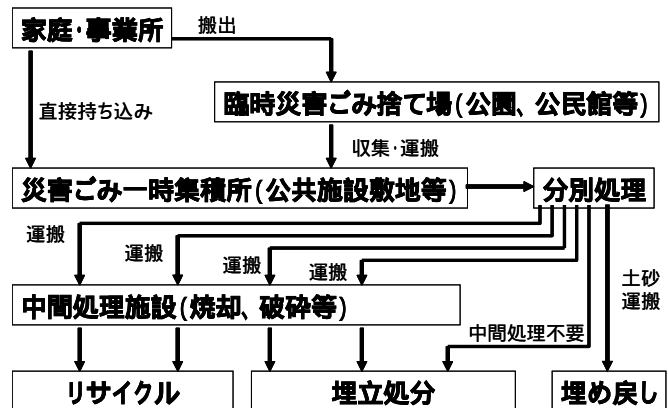 家庭･事業所
搬出
直接持ち込み
臨時災害ごみ捨て場(公園、公民館等)
収集･運搬
災害ごみ一時集積所(公共施設敷地等)
分別処理
運搬
運搬
運搬
運搬
土砂
運搬
中間処理施設(焼却、破砕等)
中間処理不要
リサイクル
埋立処分
埋め戻し